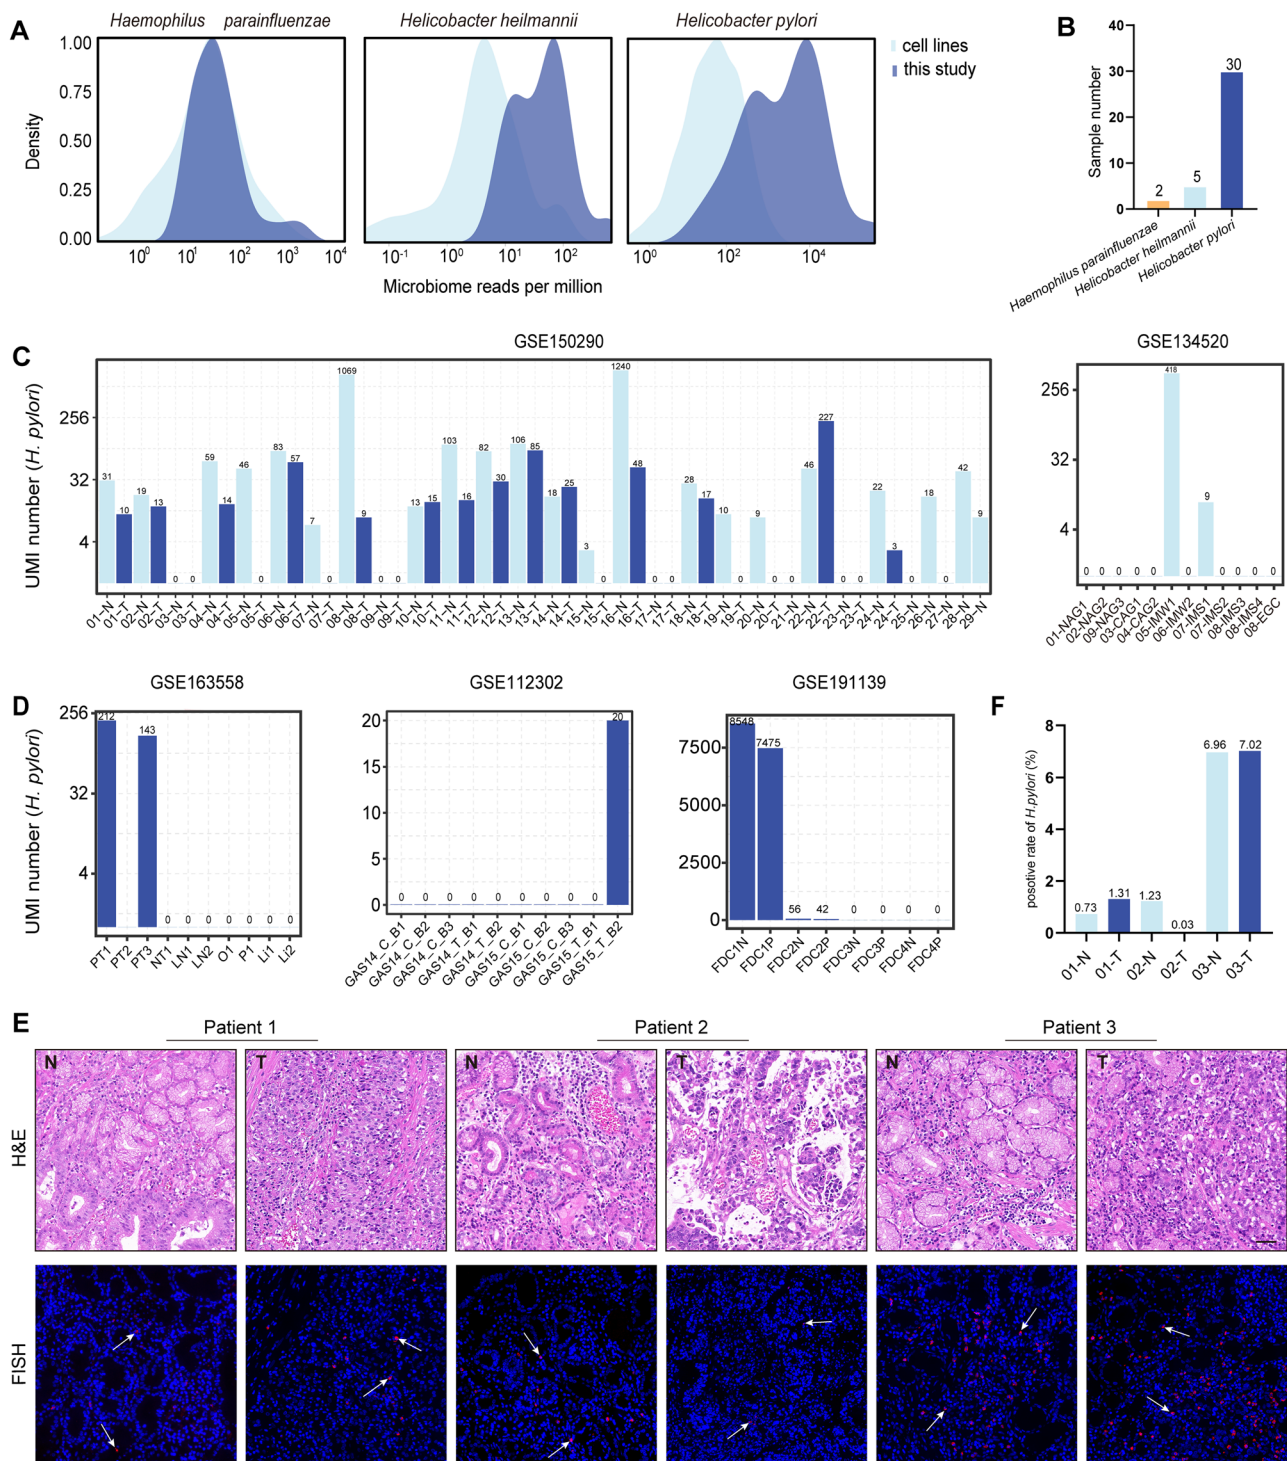 A
Haemophilus parainfluenzae
Helicobacter heilmannii
Helicobacter pylori
cell lines
this study
Density
1.00
0.75
0.50
0.25
0.00
10⁰ 10¹ 10² 10³ 10⁴
10⁻¹ 10⁰ 10¹ 10²
10⁰ 10² 10⁴
Microbiome reads per million
B
Sample number
40
30
20
10
0
2 5 30
Haemophilus parainfluenzae
Helicobacter heilmannii
Helicobacter pylori
C
GSE150290
UMI number (H. pylori)
256
32
4
31 10 19 13 0 0 59 14 46 0 83 57 7 0 1069 9 0 0 13 15 103 16 82 30 106 85 18 25 3 0 1240 48 0 0 28 17 10 0 9 0 0 46 227 0 0 22 3 0 18 0 42 9
01-N 01-T 02-N 02-T 03-N 03-T 04-N 04-T 05-N 05-T 06-N 06-T 07-N 07-T 08-N 08-T 09-N 09-T 10-N 10-T 11-N 11-T 12-N 12-T 13-N 13-T 14-N 14-T 15-N 15-T 16-N 16-T 17-N 17-T 18-N 18-T 19-N 19-T 20-N 20-T 21-N 22-N 22-T 23-N 23-T 24-N 24-T 25-N 26-N 27-N 28-N 29-N
GSE134520
256
32
4
0 0 0 0 0 418 0 9 0 0 0 0
01-NAG1 02-NAG2 09-NAG3 03-CAG1 04-CAG2 05-IMW1 06-IMW2 07-IMS1 07-IMS2 08-IMS3 08-IMS4 08-EGC
D
GSE163558
UMI number (H. pylori)
256
32
4
212 143 0 0 0 0 0 0 0
PT1 PT2 PT3 NT1 LN1 LN2 O1 P1 Li1 Li2
GSE112302
20
15
10
5
0
0 0 0 0 0 0 0 0 0 20
GAS14_C_B1 GAS14_C_B2 GAS14_C_B3 GAS14_T_B1 GAS14_T_B2 GAS15_C_B1 GAS15_C_B2 GAS15_C_B3 GAS15_T_B1 GAS15_T_B2
GSE191139
7500
5000
2500
0
8548 7475 56 42 0 0 0 0
FDC1N FDC1P FDC2N FDC2P FDC3N FDC3P FDC4N FDC4P
F
posotive rate of H.pylori (%)
8
6
4
2
0
0.73 1.31 1.23 0.03 6.96 7.02
01-N 01-T 02-N 02-T 03-N 03-T
E
Patient 1
Patient 2
Patient 3
H&E
N T N T N T
FISH